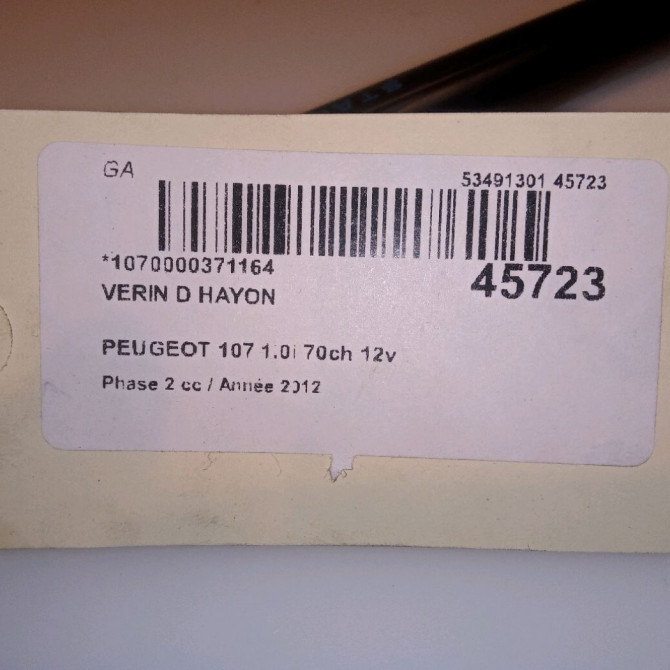 GA
53491301 45723
*1070000371164
45723
VERIN D HAYON
PEUGEOT 107 1.0i 70ch 12v
Phase 2 cc / Année 2012